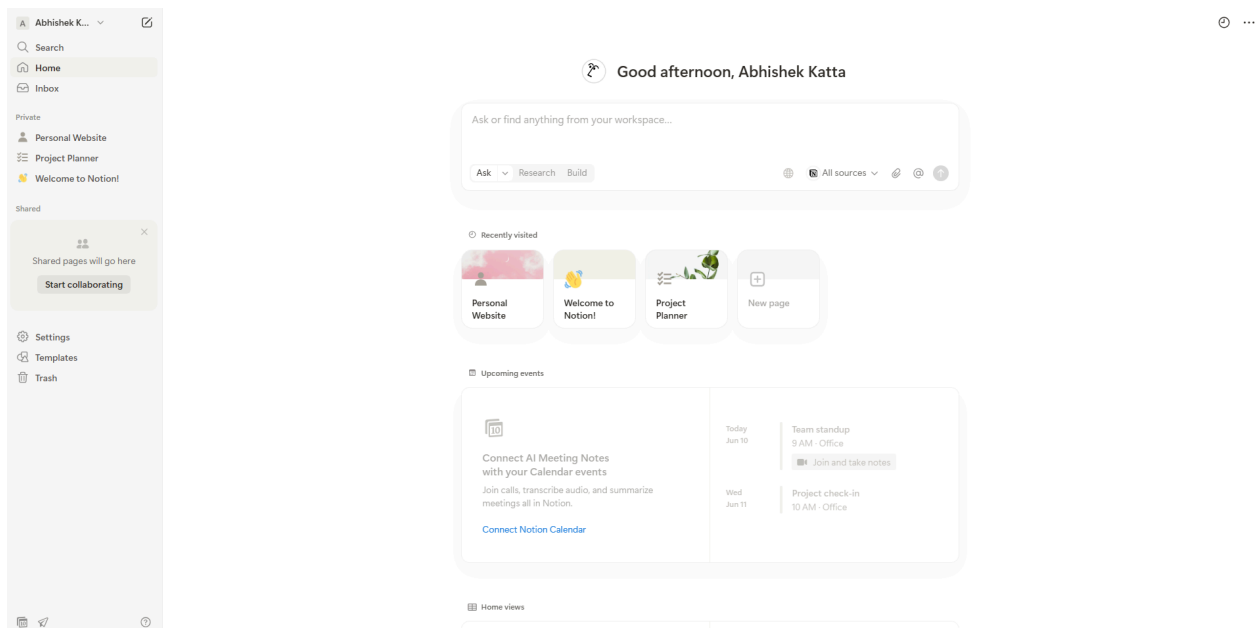 A Abhishek K...
Search
Home
Inbox
Private
Personal Website
Project Planner
Welcome to Notion!
Shared
Shared pages will go here
Start collaborating
Settings
Templates
Trash
10
Good afternoon, Abhishek Katta
Ask or find anything from your workspace...
Ask Research Build All sources @
Recently visited
Personal
Website
Welcome to
Notion!
Project
Planner
New page
Upcoming events
10
Connect AI Meeting Notes
with your Calendar events
Join calls, transcribe audio, and summarize
meetings all in Notion.
Connect Notion Calendar
Today
Jun 10
Team standup
9 AM · Office
Join and take notes
Wed
Jun 11
Project check-in
10 AM · Office
Home views